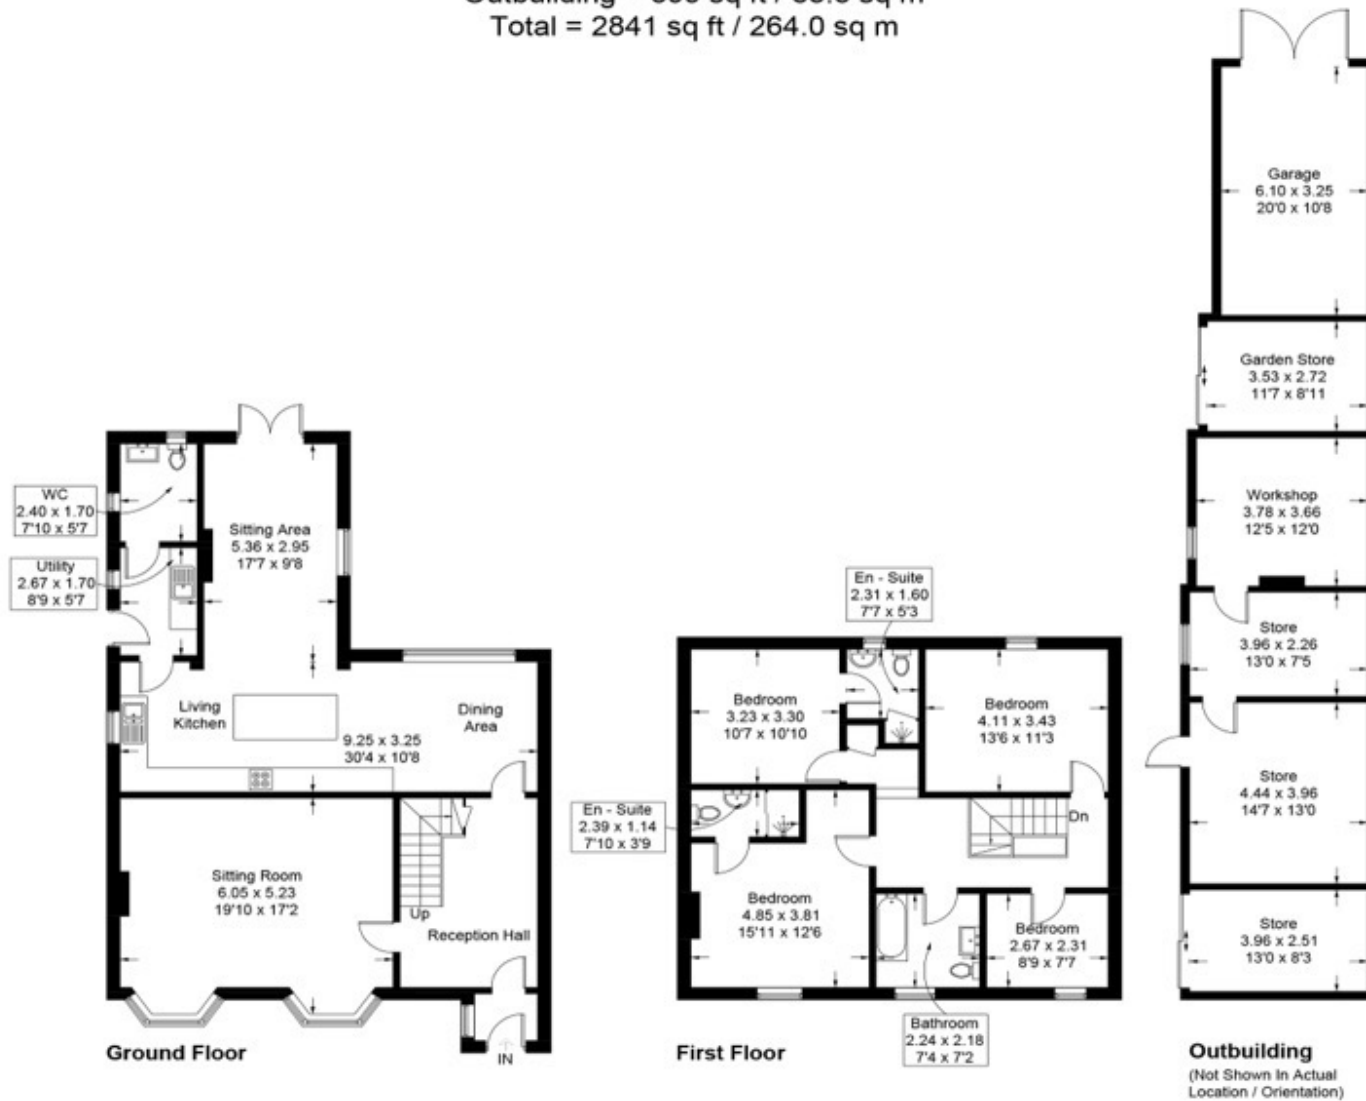 Total = 2841 sq ft / 264.0 sq m
Garage
6.10 x 3.25
20'0 x 10'8
Garden Store
3.53 x 2.72
11'7 x 8'11
Workshop
3.78 x 3.66
12'5 x 12'0
Store
3.96 x 2.26
13'0 x 7'5
Store
4.44 x 3.96
14'7 x 13'0
Store
3.96 x 2.51
13'0 x 8'3
Outbuilding
(Not Shown In Actual
Location / Orientation)
WC
2.40 x 1.70
7'10 x 5'7
Utility
2.67 x 1.70
8'9 x 5'7
Sitting Area
5.36 x 2.95
17'7 x 9'8
Living
Kitchen
Dining
Area
9.25 x 3.25
30'4 x 10'8
Sitting Room
6.05 x 5.23
19'10 x 17'2
Up
Reception Hall
IN
Ground Floor
En - Suite
2.31 x 1.60
7'7 x 5'3
Bedroom
3.23 x 3.30
10'7 x 10'10
Bedroom
4.11 x 3.43
13'6 x 11'3
En - Suite
2.39 x 1.14
7'10 x 3'9
Dn
Bedroom
4.85 x 3.81
15'11 x 12'6
Bedroom
2.67 x 2.31
8'9 x 7'7
Bathroom
2.24 x 2.18
7'4 x 7'2
First Floor